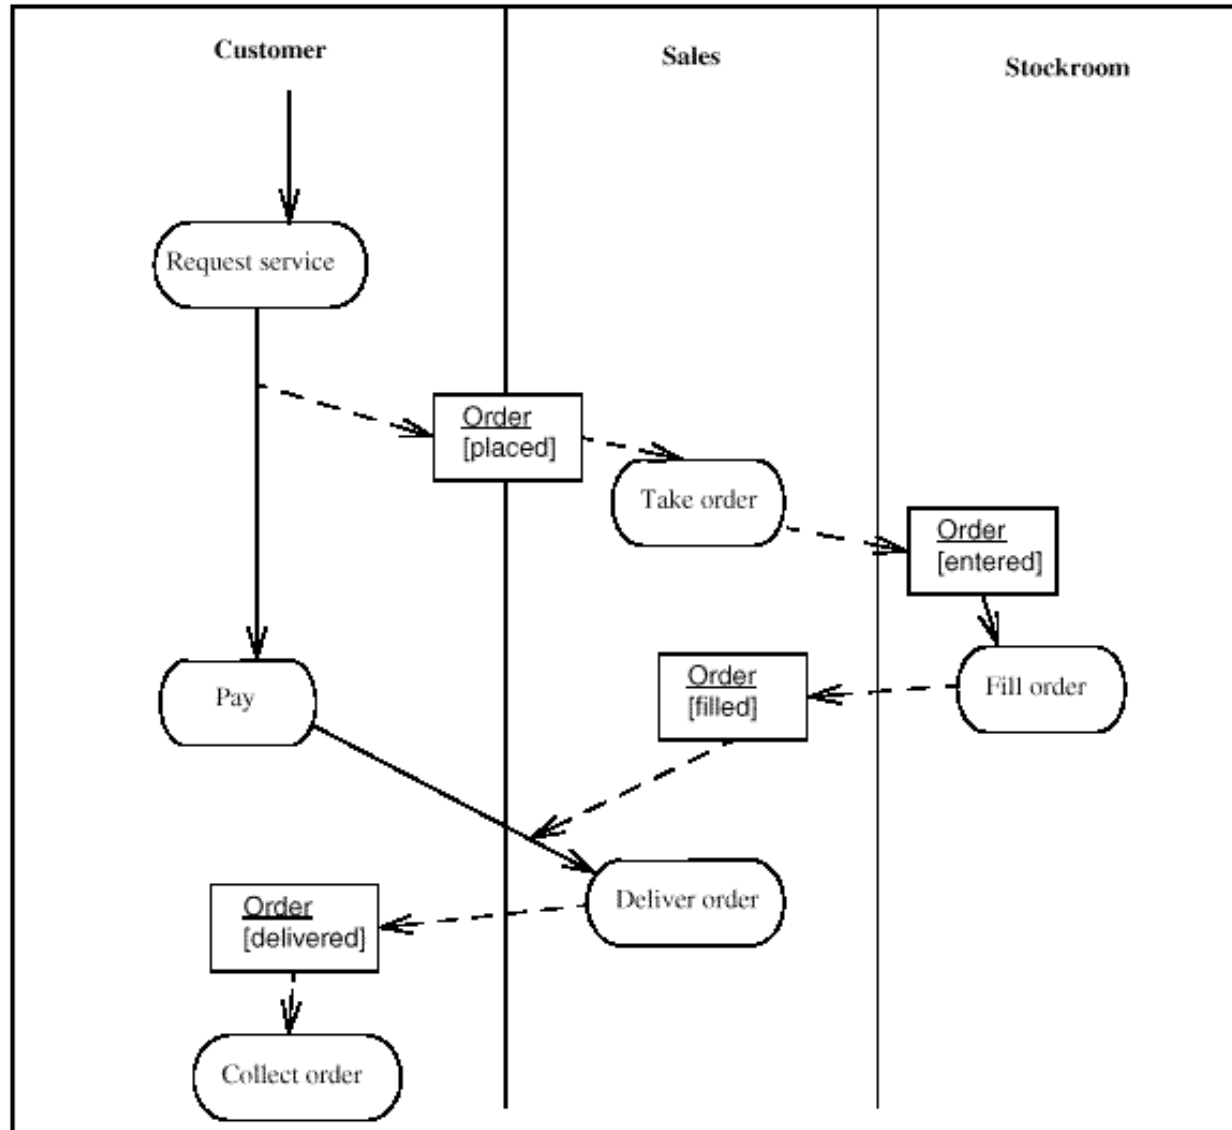 Customer
Sales
Stockroom
Request service
Order
[placed]
Take order
Order
[entered]
Order
[filled]
Fill order
Pay
Deliver order
Order
[delivered]
Collect order